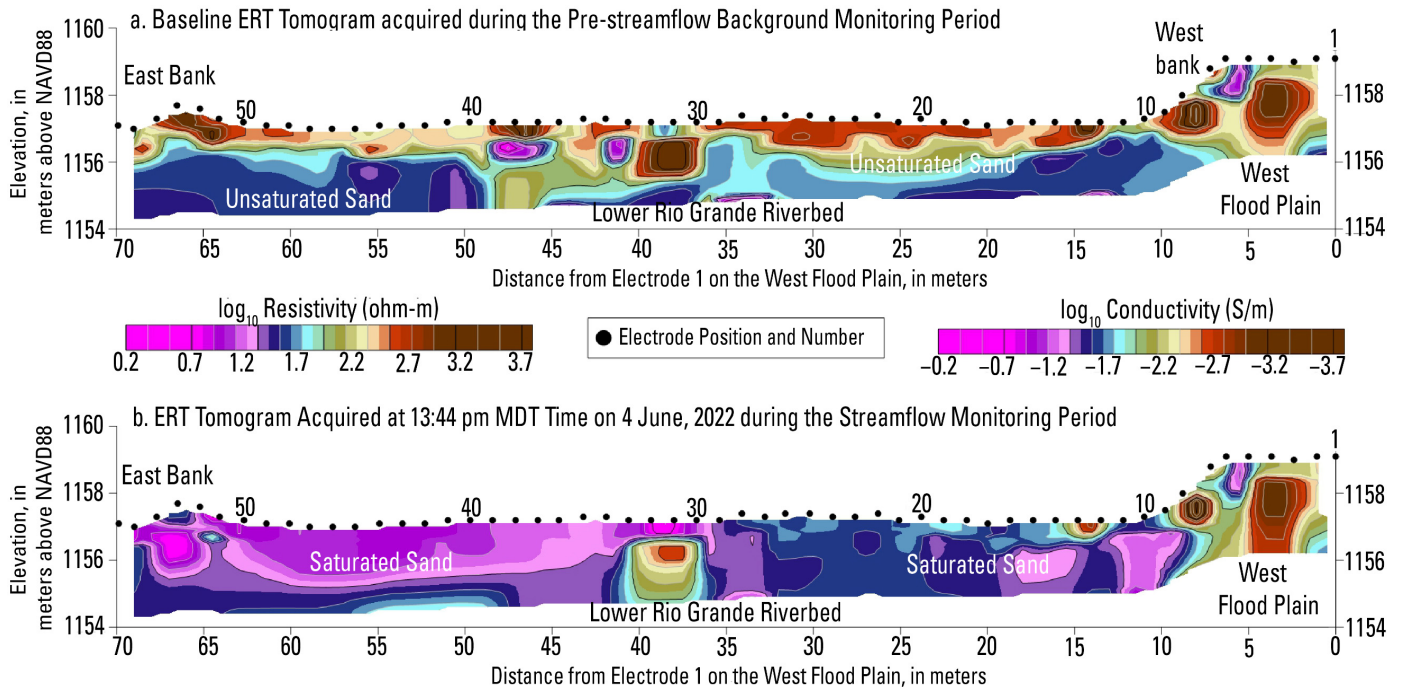 a. Baseline ERT Tomogram acquired during the Pre-streamflow Background Monitoring Period
Elevation, in
meters above NAVD88
1160
1158
1156
1154
East Bank
West
bank
50
40
30
20
10
1
Unsaturated Sand
Unsaturated Sand
Lower Rio Grande Riverbed
West
Flood Plain
1158
1156
1154
70 65 60 55 50 45 40 35 30 25 20 15 10 5 0
Distance from Electrode 1 on the West Flood Plain, in meters
log10 Resistivity (ohm-m)
0.2 0.7 1.2 1.7 2.2 2.7 3.2 3.7
Electrode Position and Number
log10 Conductivity (S/m)
−0.2 −0.7 −1.2 −1.7 −2.2 −2.7 −3.2 −3.7
b. ERT Tomogram Acquired at 13:44 pm MDT Time on 4 June, 2022 during the Streamflow Monitoring Period
Elevation, in
meters above NAVD88
1160
1158
1156
1154
East Bank
50
40
30
20
10
1
Saturated Sand
Saturated Sand
Lower Rio Grande Riverbed
West
Flood Plain
1158
1156
1154
70 65 60 55 50 45 40 35 30 25 20 15 10 5 0
Distance from Electrode 1 on the West Flood Plain, in meters